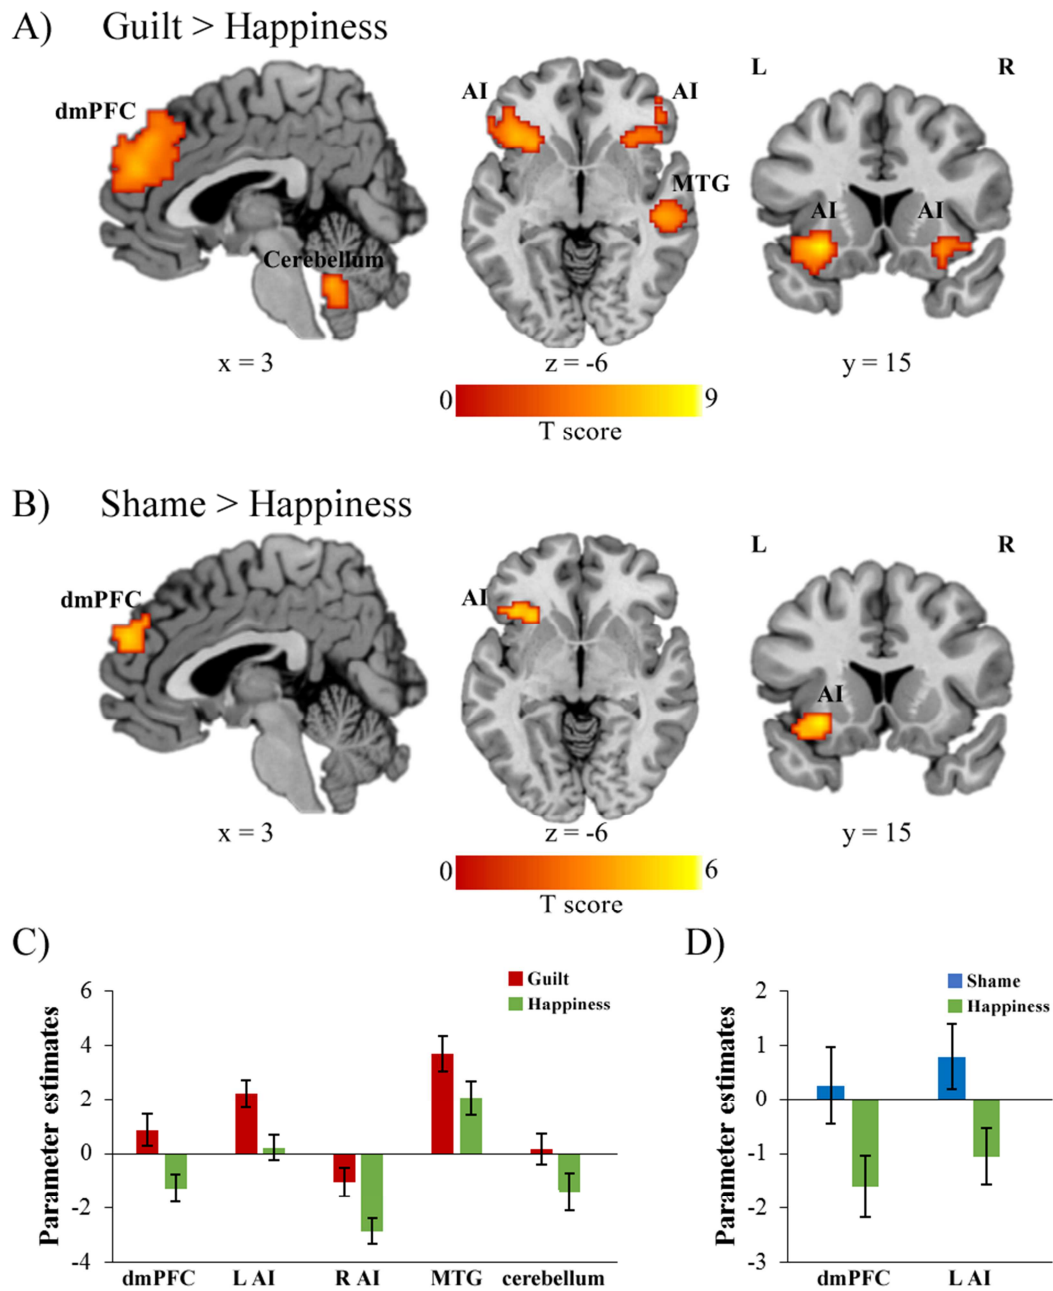 A) Guilt > Happiness
L R
dmPFC
AI AI
MTG
AI AI
Cerebellum
x = 3 z = -6 y = 15
0 9
T score
B) Shame > Happiness
L R
dmPFC AI
AI
x = 3 z = -6 y = 15
0 6
T score
C)
Guilt
Happiness
Parameter estimates
6
4
2
0
-2
-4
dmPFC L AI R AI MTG cerebellum
D)
Shame
Happiness
Parameter estimates
2
1
0
-1
-2
-3
dmPFC L AI